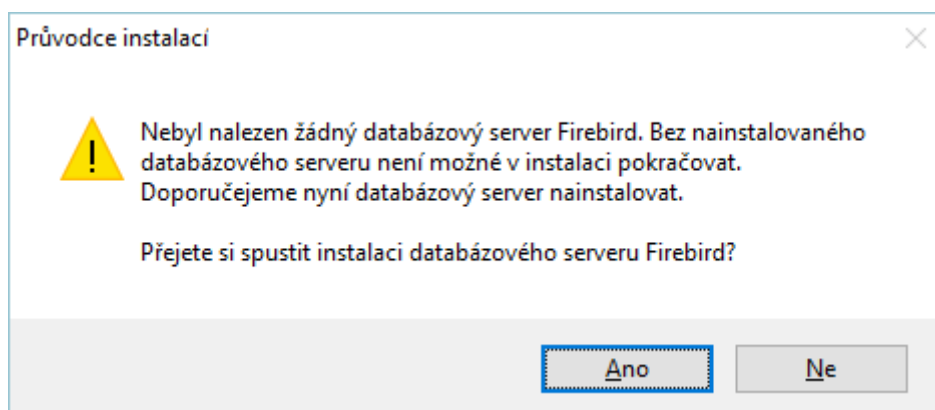 Průvodce instalací
Nebyl nalezen žádný databázový server Firebird. Bez nainstalovaného
databázového serveru není možné v instalaci pokračovat.
Doporučejeme nyní databázový server nainstalovat.
Přejete si spustit instalaci databázového serveru Firebird?
Ano
Ne